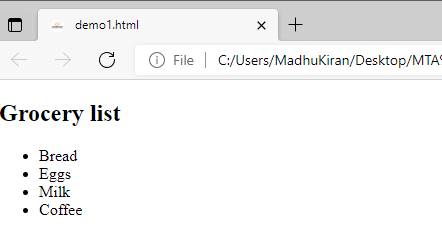 demo1.html
File C:/Users/MadhuKiran/Desktop/MTA%
Grocery list
Bread
Eggs
Milk
Coffee